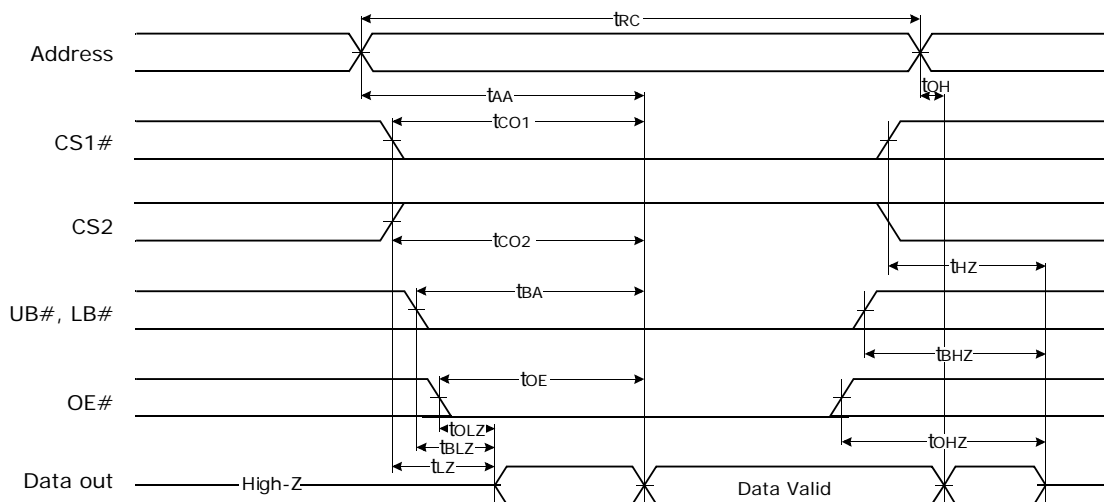 tRC
Address
tAA
tOH
tCO1
CS1#
CS2
tCO2
tHZ
tBA
UB#, LB#
tBHZ
tOE
OE#
tOLZ
tOHZ
tBLZ
tLZ
Data out
High-Z
Data Valid